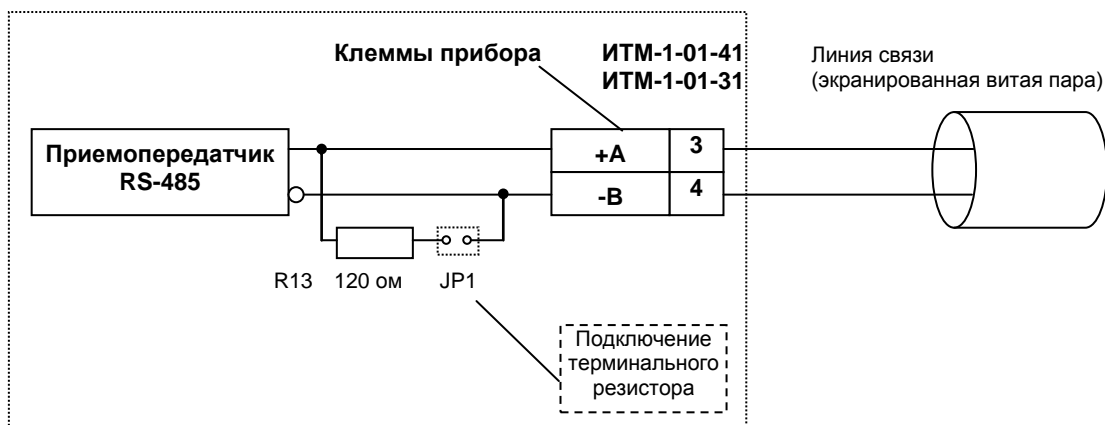 Клеммы прибора
ИТМ-1-01-41
ИТМ-1-01-31
Линия связи
(экранированная витая пара)
Приемопередатчик
RS-485
+А
3
-В
4
R13
120 ом
JP1
Подключение
терминального
резистора